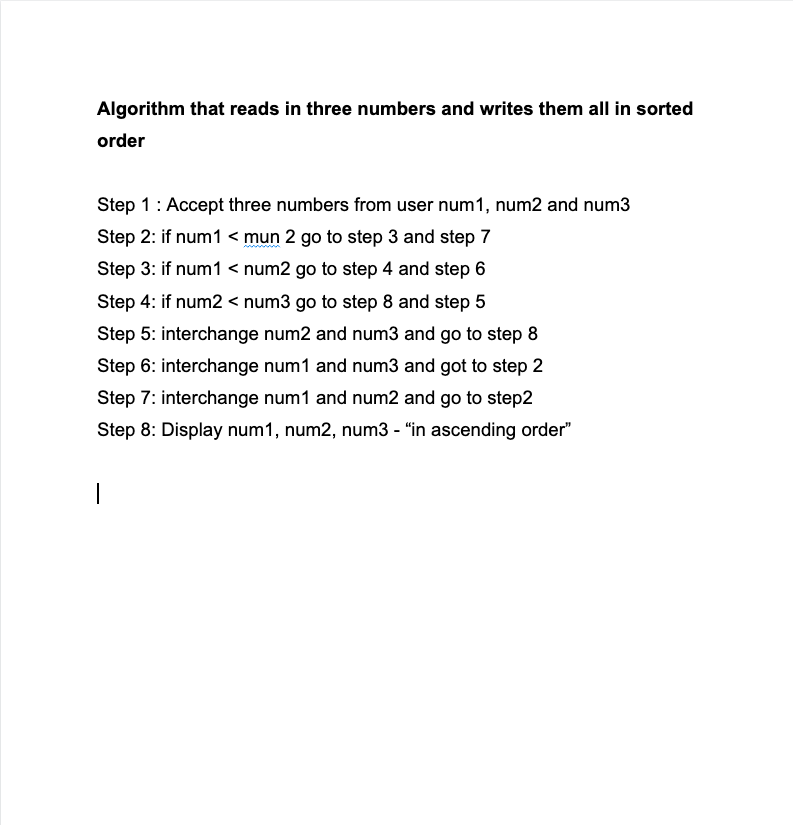 Algorithm that reads in three numbers and writes them all in sorted
order
Step 1 : Accept three numbers from user num1, num2 and num3
Step 2: if num1 < mun 2 go to step 3 and step 7
Step 3: if num1 < num2 go to step 4 and step 6
Step 4: if num2 < num3 go to step 8 and step 5
Step 5: interchange num2 and num3 and go to step 8
Step 6: interchange num1 and num3 and got to step 2
Step 7: interchange num1 and num2 and go to step2
Step 8: Display num1, num2, num3 - “in ascending order”